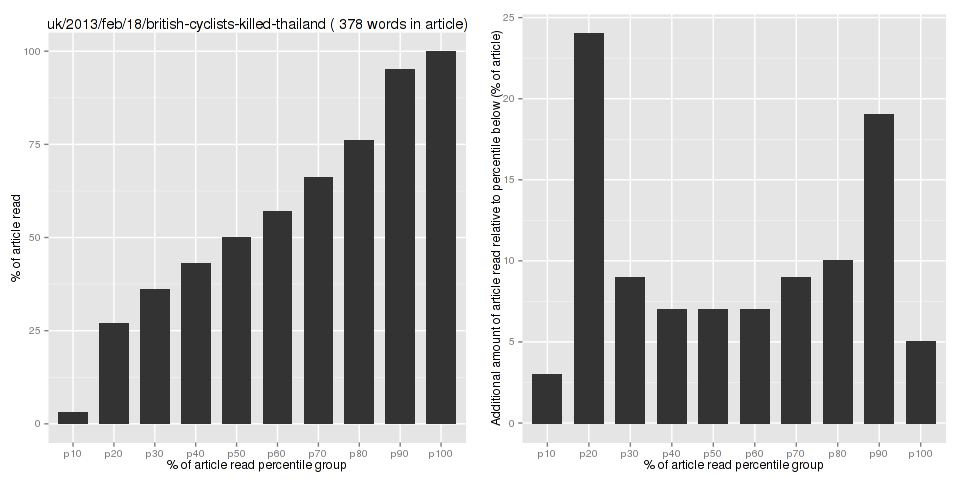 uk/2013/feb/18/british-cyclists-killed-thailand ( 378 words in article)
% of article read
100
75
50
25
0
p10 p20 p30 p40 p50 p60 p70 p80 p90 p100
% of article read percentile group
Additional amount of article read relative to percentile below (% of article)
25
20
15
10
5
0
p10 p20 p30 p40 p50 p60 p70 p80 p90 p100
% of article read percentile group